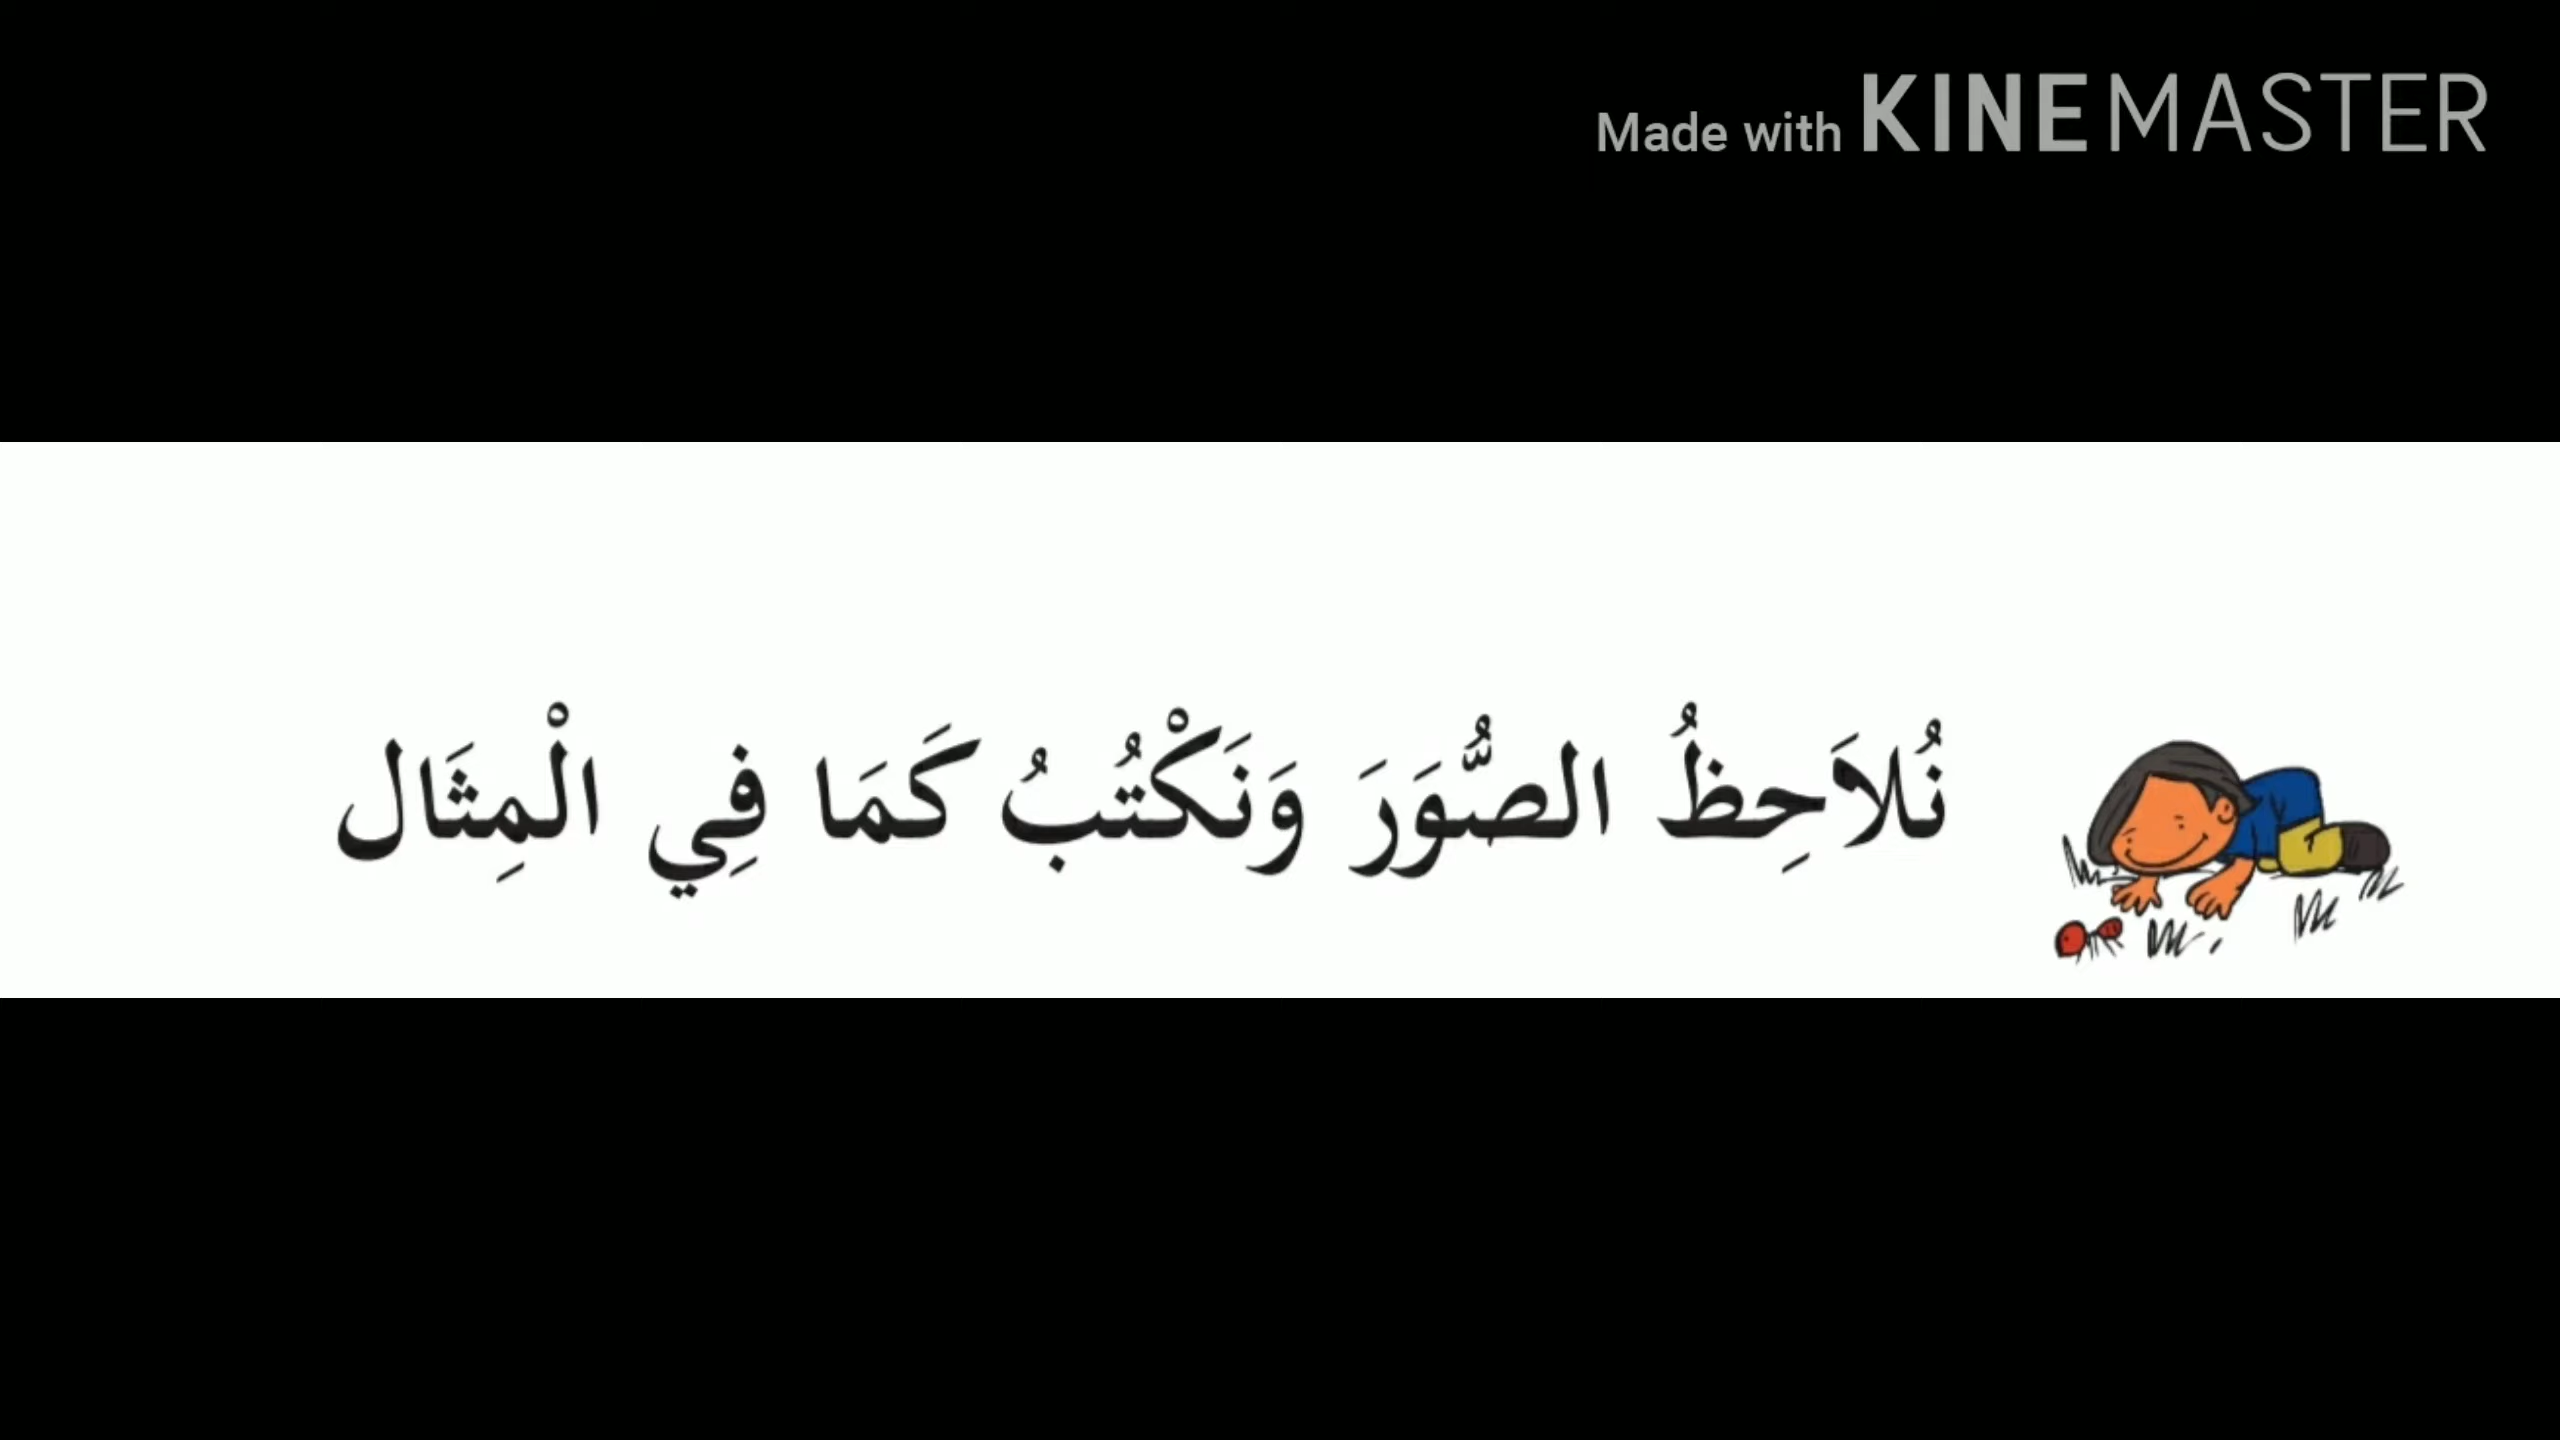 Made with KINEMASTER
نُلاَحِظُ الصُّوَرَ وَنَكْتُبُ كَمَا فِي الْمِثَال